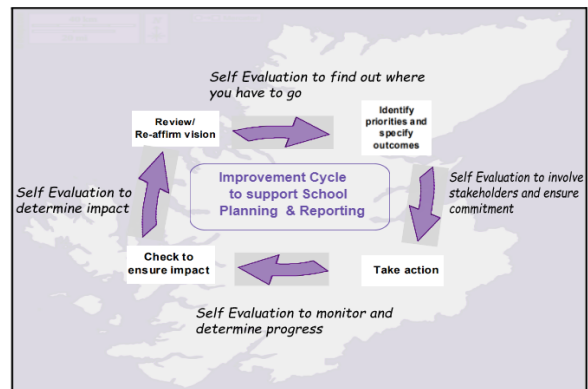 Self Evaluation to find out where
you have to go
Review/
Re-affirm vision
Identify
priorities and
specify
outcomes
Improvement Cycle
to support School
Planning & Reporting
Self Evaluation to
determine impact
Self Evaluation to involve
stakeholders and ensure
commitment
Check to
ensure impact
Take action
Self Evaluation to monitor and
determine progress